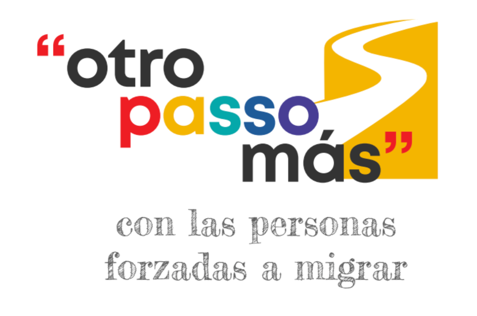 “otro
passo
más”
con las personas
forzadas a migrar